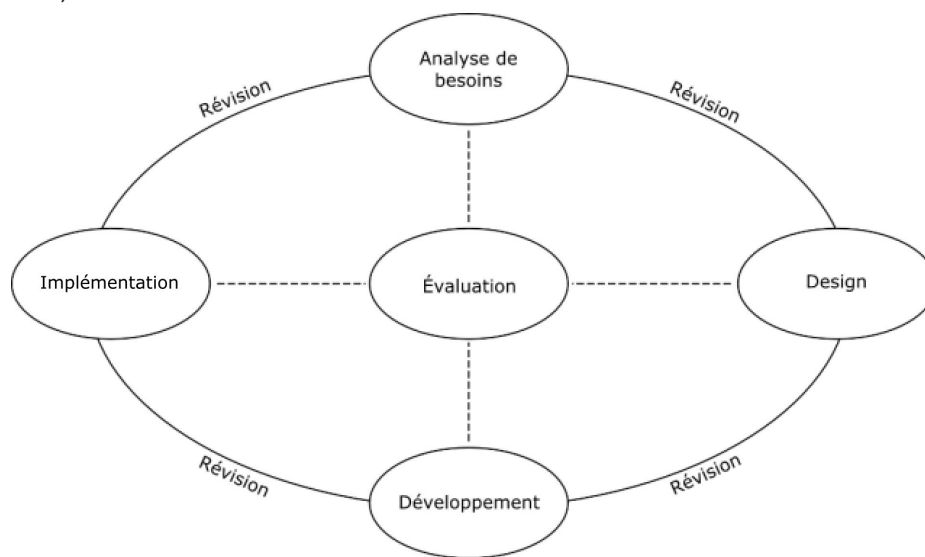 Analyse de
besoins
Révision
Révision
Implémentation
Évaluation
Design
Révision
Révision
Développement